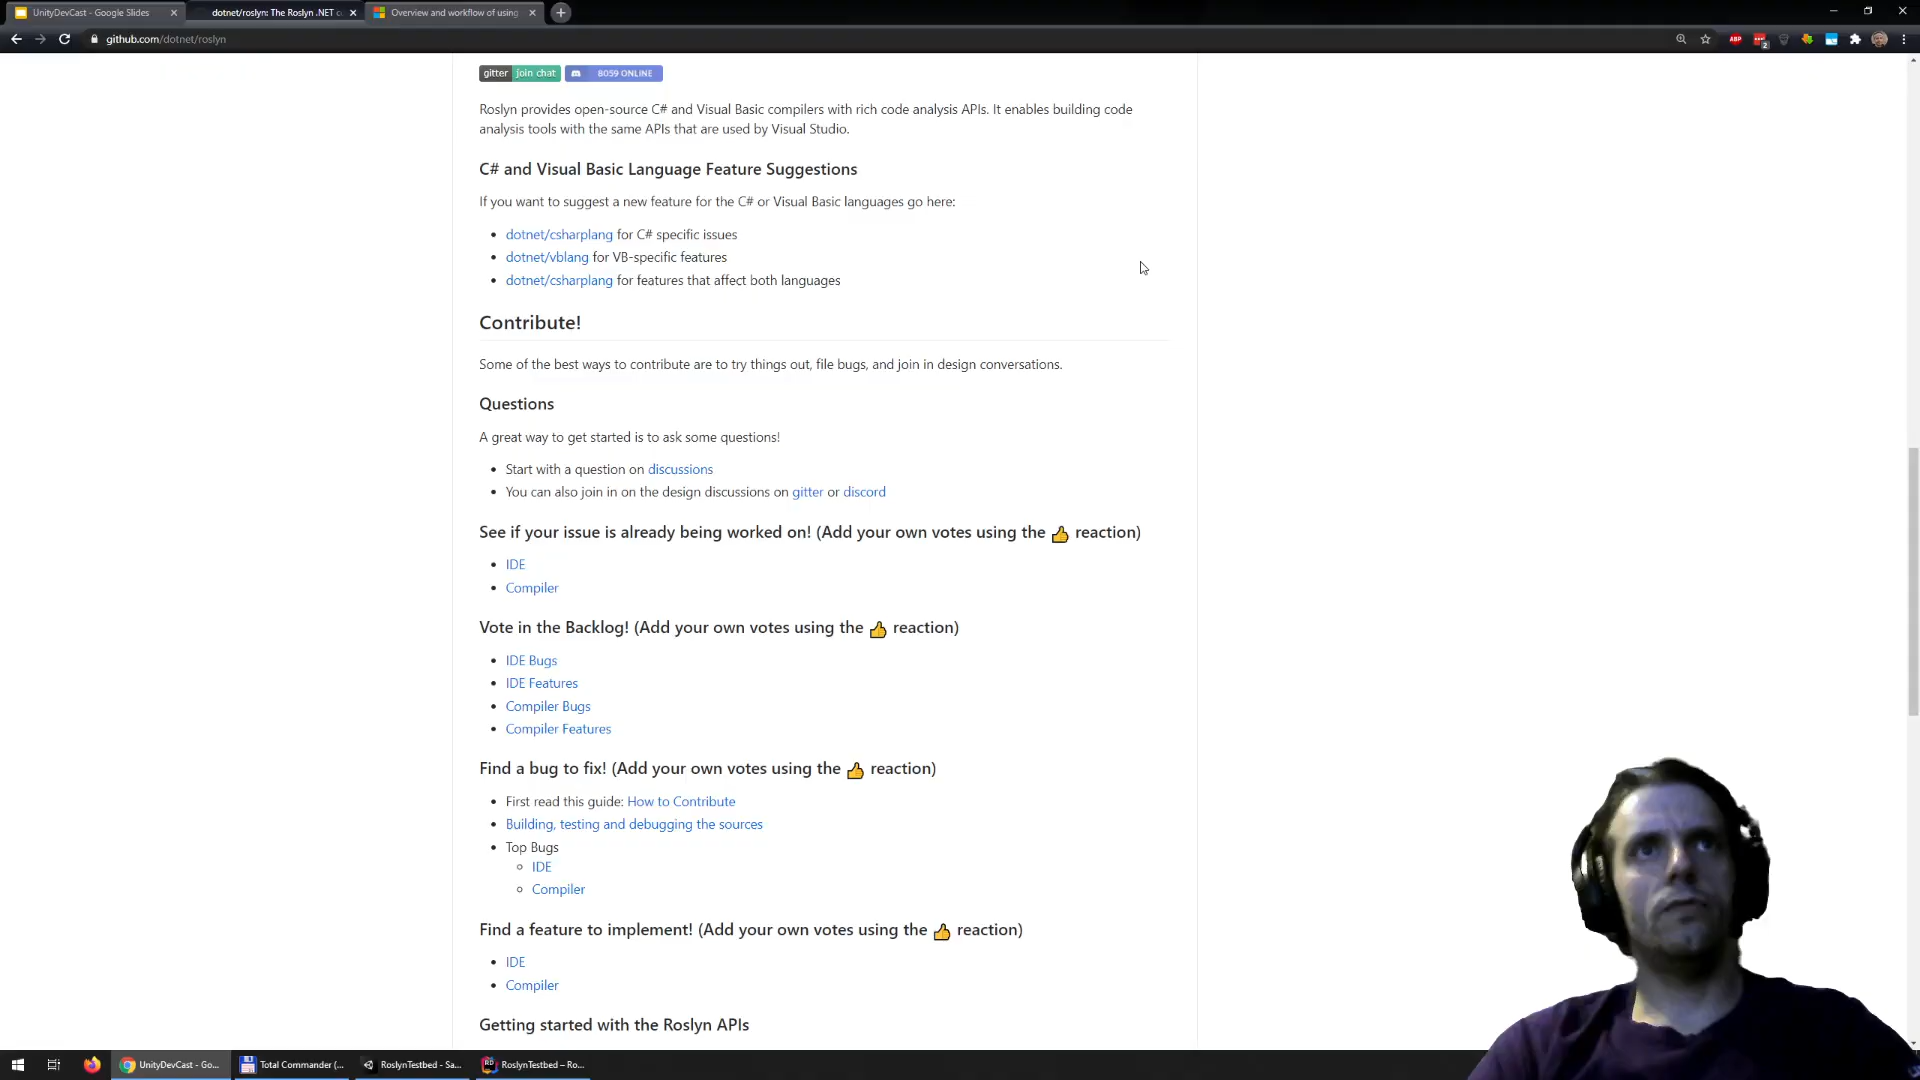 UnityDevCast - Google Slides
dotnet/roslyn: The Roslyn .NET c
Overview and workflow of using
github.com/dotnet/roslyn
ABP
2
gitter join chat
8059 ONLINE
Roslyn provides open-source C# and Visual Basic compilers with rich code analysis APIs. It enables building code
analysis tools with the same APIs that are used by Visual Studio.
C# and Visual Basic Language Feature Suggestions
If you want to suggest a new feature for the C# or Visual Basic languages go here:
• dotnet/csharplang for C# specific issues
• dotnet/vblang for VB-specific features
• dotnet/csharplang for features that affect both languages
Contribute!
Some of the best ways to contribute are to try things out, file bugs, and join in design conversations.
Questions
A great way to get started is to ask some questions!
• Start with a question on discussions
• You can also join in on the design discussions on gitter or discord
See if your issue is already being worked on! (Add your own votes using the 👍 reaction)
• IDE
• Compiler
Vote in the Backlog! (Add your own votes using the 👍 reaction)
• IDE Bugs
• IDE Features
• Compiler Bugs
• Compiler Features
Find a bug to fix! (Add your own votes using the 👍 reaction)
• First read this guide: How to Contribute
• Building, testing and debugging the sources
• Top Bugs
○ IDE
○ Compiler
Find a feature to implement! (Add your own votes using the 👍 reaction)
• IDE
• Compiler
Getting started with the Roslyn APIs
UnityDevCast - Go...
Total Commander (...
RoslynTestbed - Sa...
RD
RoslynTestbed – Ro...